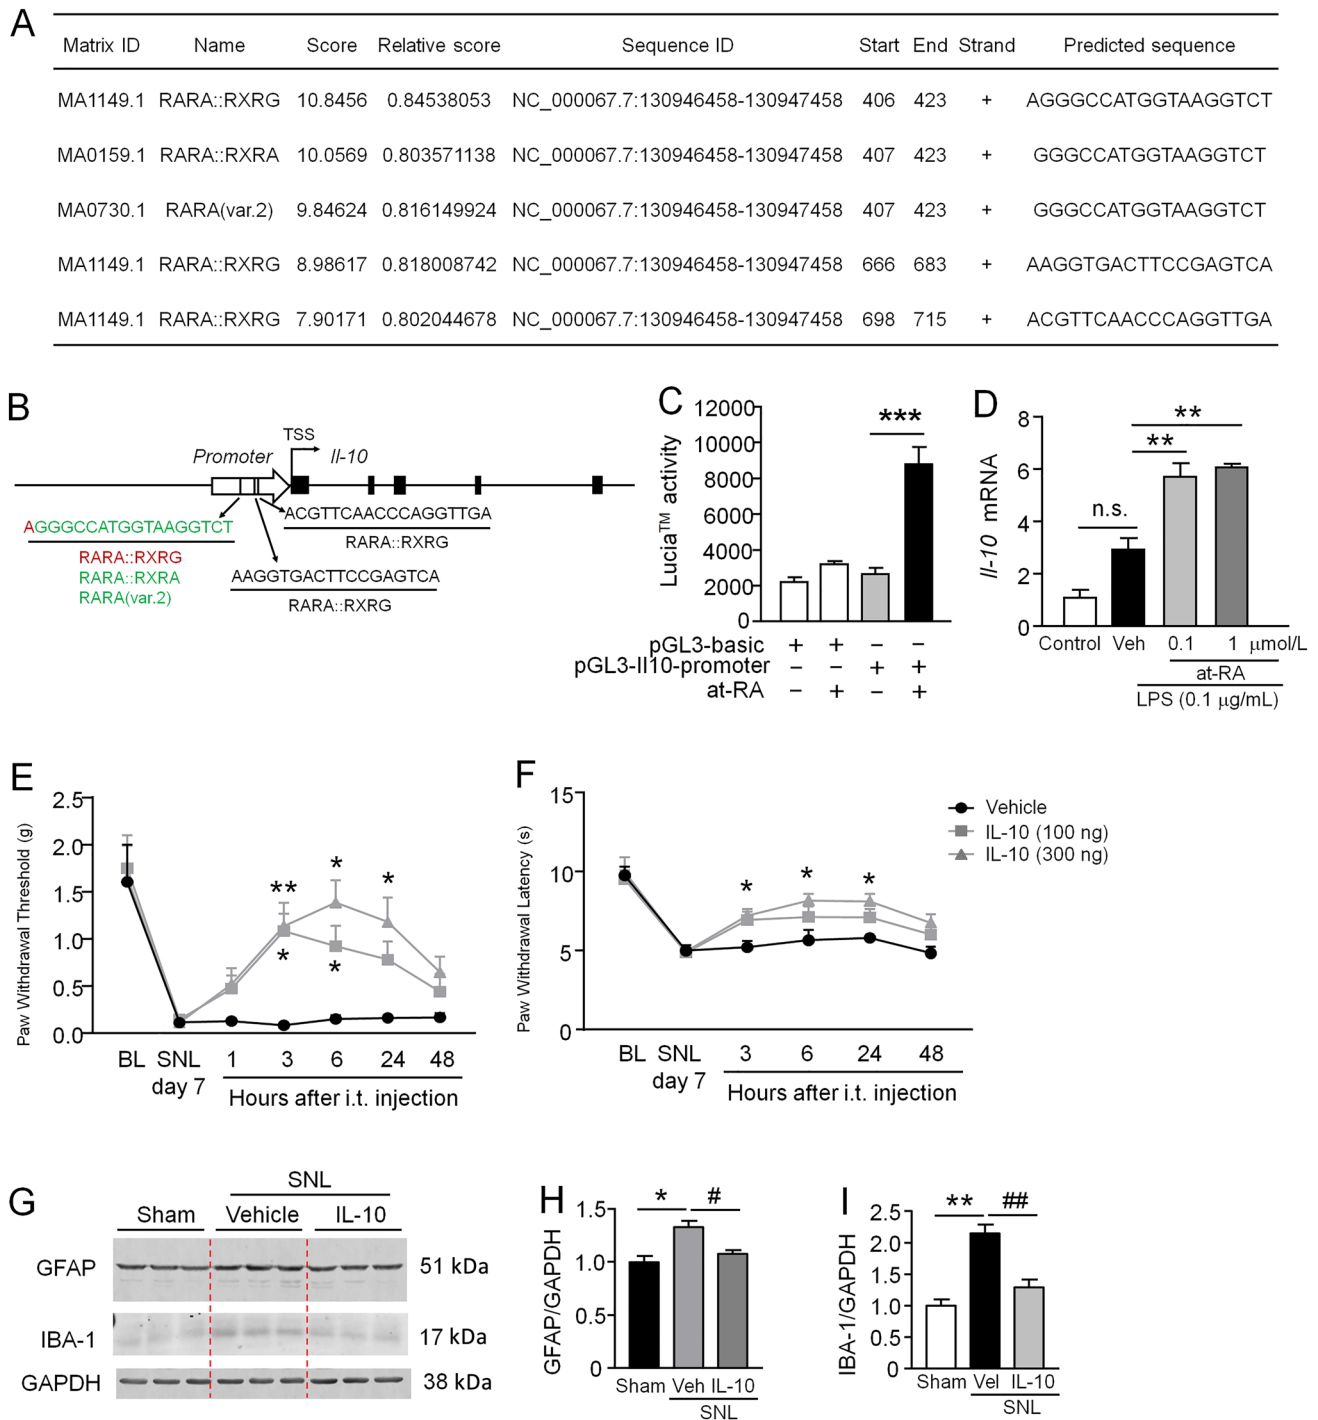 A
Matrix ID Name Score Relative score Sequence ID Start End Strand Predicted sequence
MA1149.1 RARA::RXRG 10.8456 0.84538053 NC_000067.7:130946458-130947458 406 423 + AGGGCCATGGTAAGGTCT
MA0159.1 RARA::RXRA 10.0569 0.803571138 NC_000067.7:130946458-130947458 407 423 + GGGCCATGGTAAGGTCT
MA0730.1 RARA(var.2) 9.84624 0.816149924 NC_000067.7:130946458-130947458 407 423 + GGGCCATGGTAAGGTCT
MA1149.1 RARA::RXRG 8.98617 0.818008742 NC_000067.7:130946458-130947458 666 683 + AAGGTGACTTCCGAGTCA
MA1149.1 RARA::RXRG 7.90171 0.802044678 NC_000067.7:130946458-130947458 698 715 + ACGTTCAACCCAGGTTGA
B
TSS
Promoter Il-10
ACGTTCAACCCAGGTTGA
RARA::RXRG
AGGGCCATGGTAAGGTCT
RARA::RXRG
RARA::RXRA
RARA(var.2)
AAGGTGACTTCCGAGTCA
RARA::RXRG
C
Lucia™ activity
12000
10000
8000
6000
4000
2000
0
***
pGL3-basic + + − −
pGL3-Il10-promoter − − + +
at-RA − + − +
D
Il-10 mRNA
8
6
4
2
0
n.s.
**
**
Control Veh 0.1 1 μmol/L
at-RA
LPS (0.1 μg/mL)
E
Paw Withdrawal Threshold (g)
2.5
2.0
1.5
1.0
0.5
0.0
** * *
* *
BL SNL 1 3 6 24 48
day 7
Hours after i.t. injection
F
Paw Withdrawal Latency (s)
15
10
5
0
* * *
BL SNL 3 6 24 48
day 7
Hours after i.t. injection
Vehicle
IL-10 (100 ng)
IL-10 (300 ng)
G
SNL
Sham Vehicle IL-10
GFAP 51 kDa
IBA-1 17 kDa
GAPDH 38 kDa
H
GFAP/GAPDH
1.5
1.0
0.5
0
* #
Sham Veh IL-10
SNL
I
IBA-1/GAPDH
2.5
2.0
1.5
1.0
0.5
0
** ##
Sham Vel IL-10
SNL